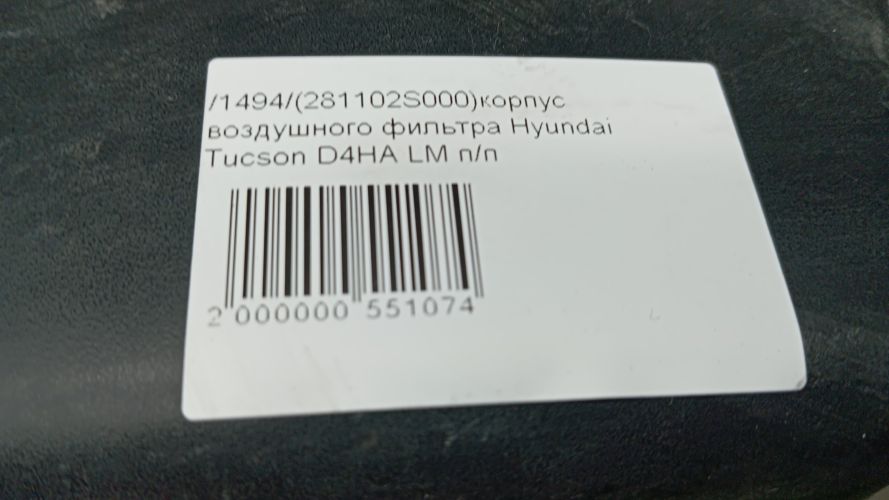 /1494/(281102S000)корпус
воздушного фильтра Hyundai
Tucson D4HA LM п/п
2 000000 551074